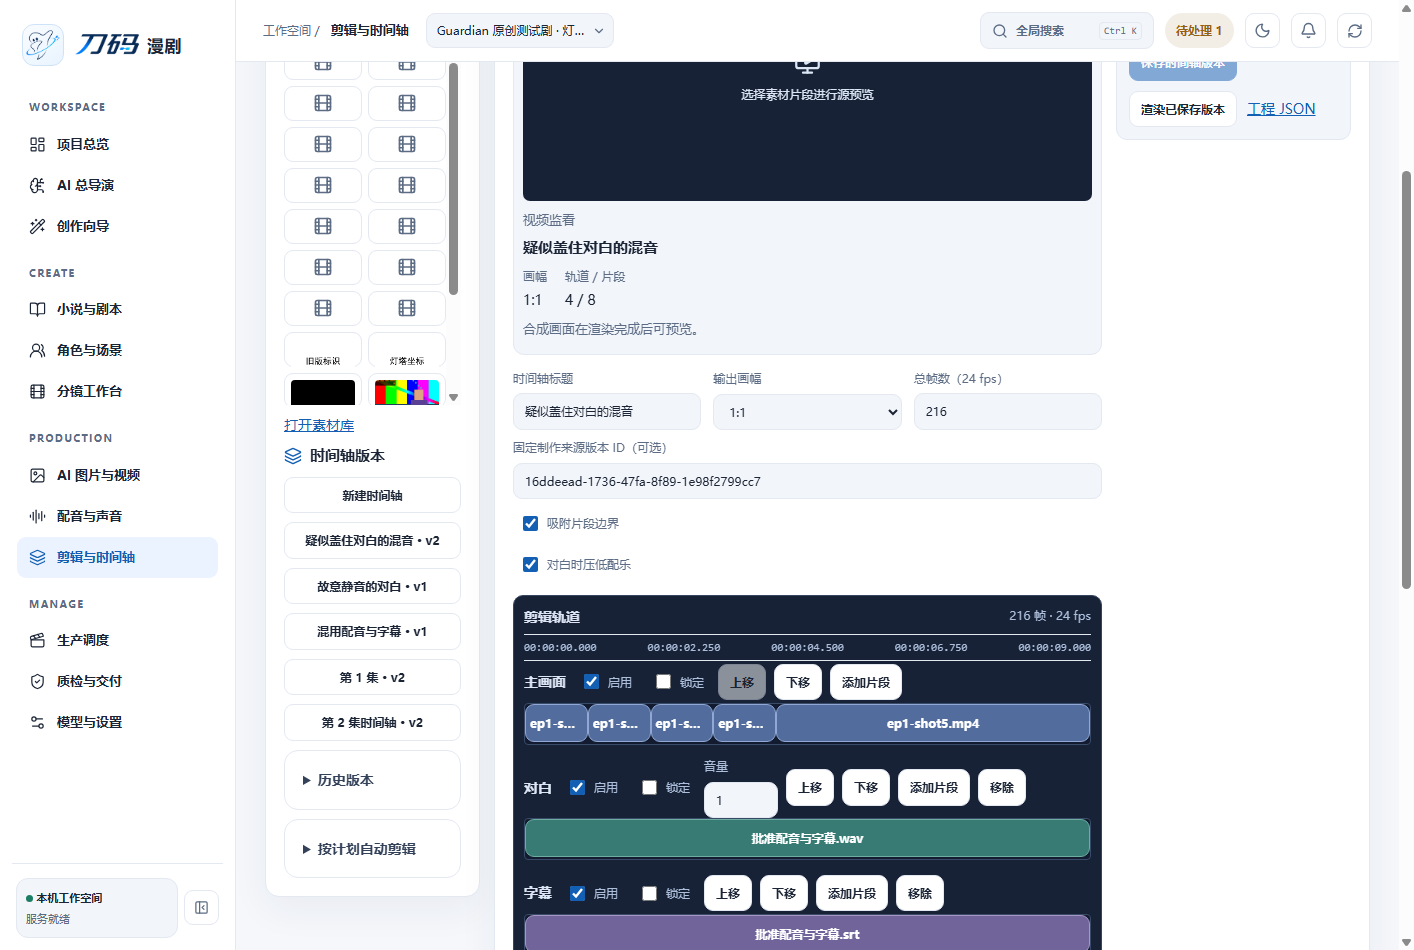 刀码 漫剧
WORKSPACE
项目总览
AI 总导演
创作向导
CREATE
小说与剧本
角色与场景
分镜工作台
PRODUCTION
AI 图片与视频
配音与声音
剪辑与时间轴
MANAGE
生产调度
质检与交付
模型与设置
本机工作空间
服务就绪
工作空间 / 剪辑与时间轴
Guardian 原创测试剧 · 灯...
全局搜索 Ctrl K
待处理 1
旧版标识
灯塔坐标
打开素材库
时间轴版本
新建时间轴
疑似盖住对白的混音 • v2
故意静音的对白 • v1
混用配音与字幕 • v1
第 1 集 • v2
第 2 集时间轴 • v2
历史版本
按计划自动剪辑
选择素材片段进行源预览
视频监看
疑似盖住对白的混音
画幅 轨道 / 片段
1:1 4 / 8
合成画面在渲染完成后可预览。
时间轴标题 输出画幅 总帧数（24 fps）
疑似盖住对白的混音 1:1 216
固定制作来源版本 ID（可选）
16ddeead-1736-47fa-8f89-1e98f2799cc7
吸附片段边界
对白时压低配乐
剪辑轨道 216 帧 · 24 fps
00:00:00.000 00:00:02.250 00:00:04.500 00:00:06.750 00:00:09.000
主画面 启用 锁定 上移 下移 添加片段
ep1-s... ep1-s... ep1-s... ep1-s... ep1-shot5.mp4
音量
对白 启用 锁定 1 上移 下移 添加片段 移除
批准配音与字幕.wav
字幕 启用 锁定 上移 下移 添加片段 移除
批准配音与字幕.srt
保存时间轴版本
渲染已保存版本 工程 JSON